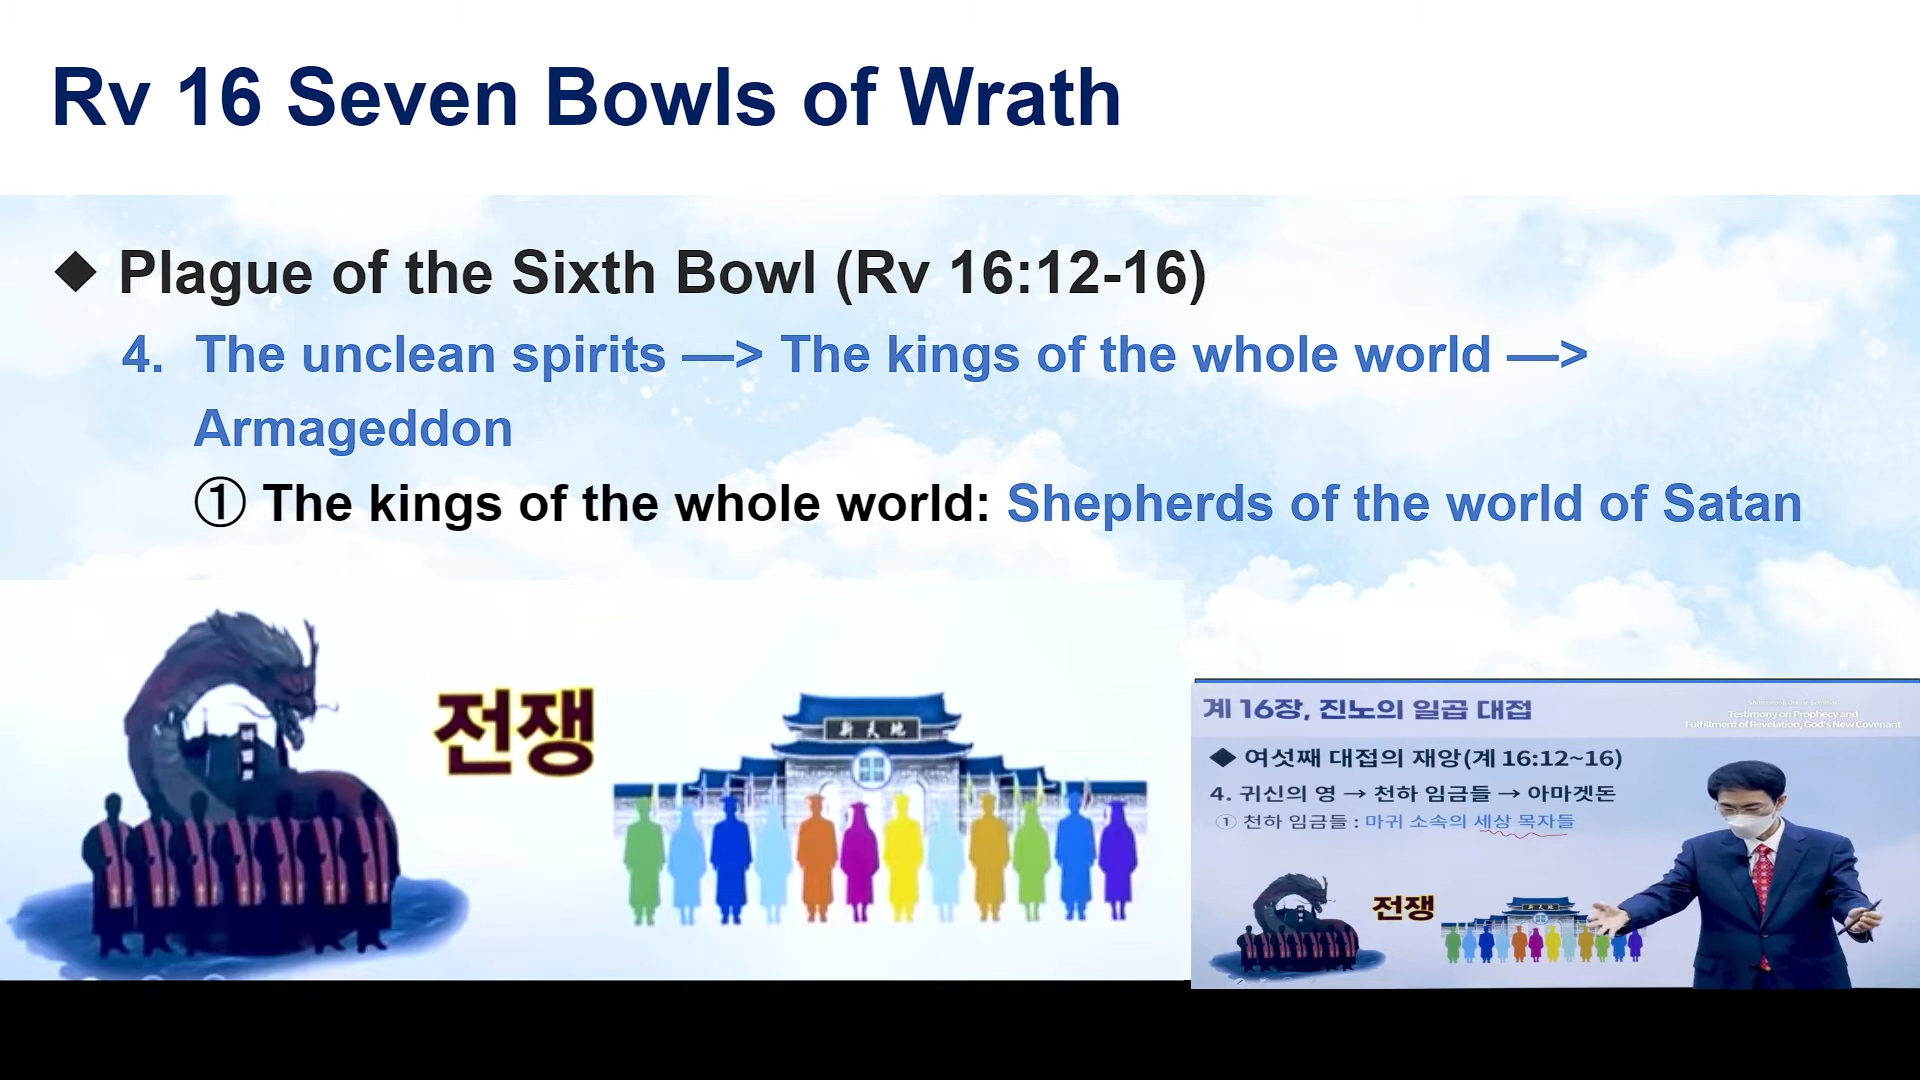 Rv 16 Seven Bowls of Wrath
◆ Plague of the Sixth Bowl (Rv 16:12-16)
4. The unclean spirits —> The kings of the whole world —>
Armageddon
① The kings of the whole world: Shepherds of the world of Satan
전쟁
新天地
계 16장, 진노의 일곱 대접
Testimony on Prophecy and
Fulfillment of Revelation, God's New Covenant
◆ 여섯째 대접의 재앙(계 16:12~16)
4. 귀신의 영 → 천하 임금들 → 아마겟돈
① 천하 임금들 : 마귀 소속의 세상 목자들
전쟁